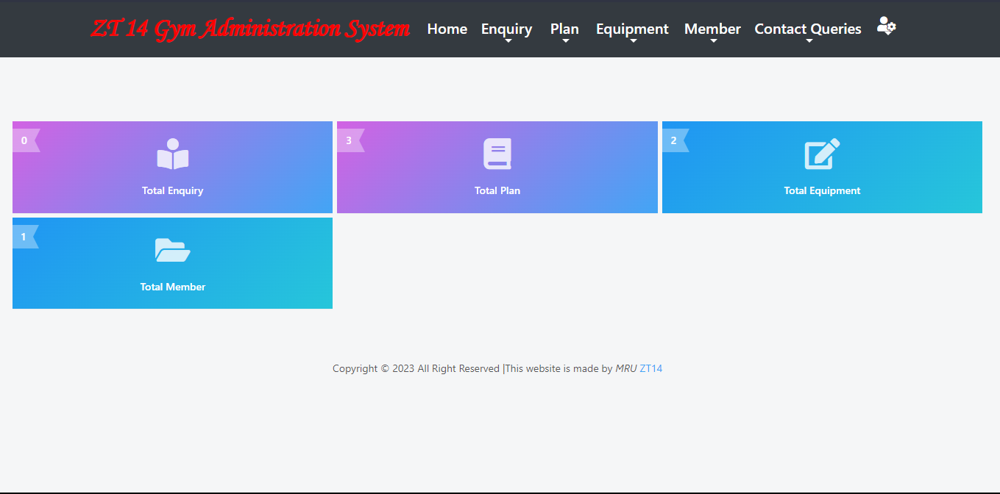 ZT 14 Gym Administration System Home Enquiry Plan Equipment Member Contact Queries
0
Total Enquiry
3
Total Plan
2
Total Equipment
1
Total Member
Copyright © 2023 All Right Reserved |This website is made by MRU ZT14